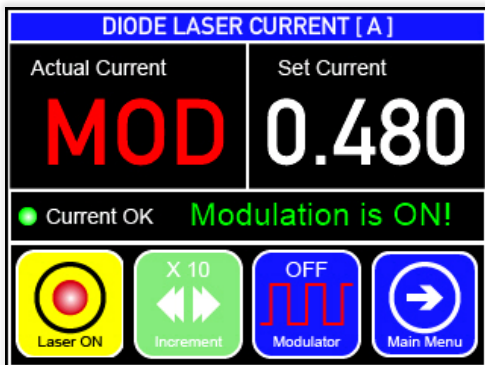 DIODE LASER CURRENT [ A ]
Actual Current
Set Current
MOD
0.480
Current OK
Modulation is ON!
X 10
OFF
Laser ON
Increment
Modulator
Main Menu